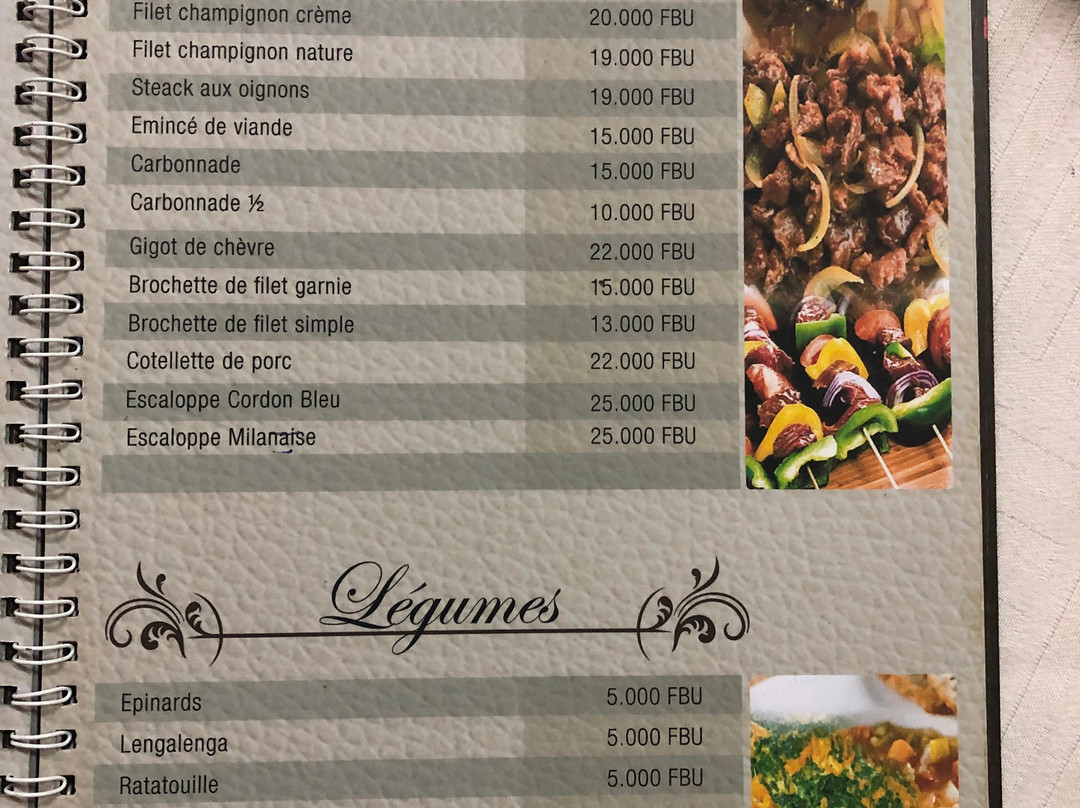 Filet champignon crème 20.000 FBU
Filet champignon nature 19.000 FBU
Steack aux oignons 19.000 FBU
Emincé de viande 15.000 FBU
Carbonnade 15.000 FBU
Carbonnade ½ 10.000 FBU
Gigot de chèvre 22.000 FBU
Brochette de filet garnie 15.000 FBU
Brochette de filet simple 13.000 FBU
Cotellette de porc 22.000 FBU
Escaloppe Cordon Bleu 25.000 FBU
Escaloppe Milanaise 25.000 FBU
Légumes
Epinards 5.000 FBU
Lengalenga 5.000 FBU
Ratatouille 5.000 FBU